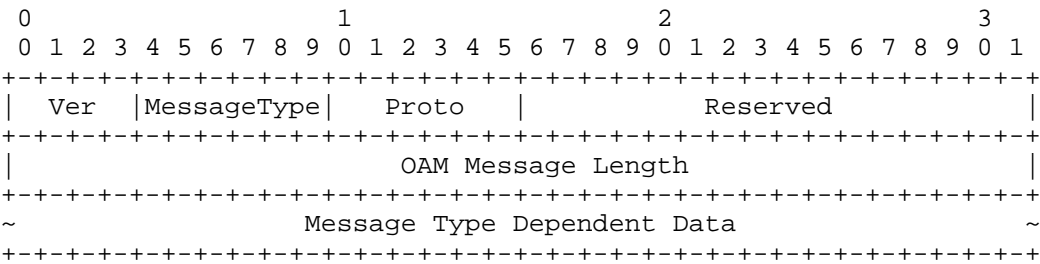 0                   1                   2                   3
 0 1 2 3 4 5 6 7 8 9 0 1 2 3 4 5 6 7 8 9 0 1 2 3 4 5 6 7 8 9 0 1
+-+-+-+-+-+-+-+-+-+-+-+-+-+-+-+-+-+-+-+-+-+-+-+-+-+-+-+-+-+-+-+-+
|  Ver  |MessageType|   Proto   |           Reserved            |
+-+-+-+-+-+-+-+-+-+-+-+-+-+-+-+-+-+-+-+-+-+-+-+-+-+-+-+-+-+-+-+-+
|                        OAM Message Length                     |
+-+-+-+-+-+-+-+-+-+-+-+-+-+-+-+-+-+-+-+-+-+-+-+-+-+-+-+-+-+-+-+-+
~                  Message Type Dependent Data                  ~
+-+-+-+-+-+-+-+-+-+-+-+-+-+-+-+-+-+-+-+-+-+-+-+-+-+-+-+-+-+-+-+-+